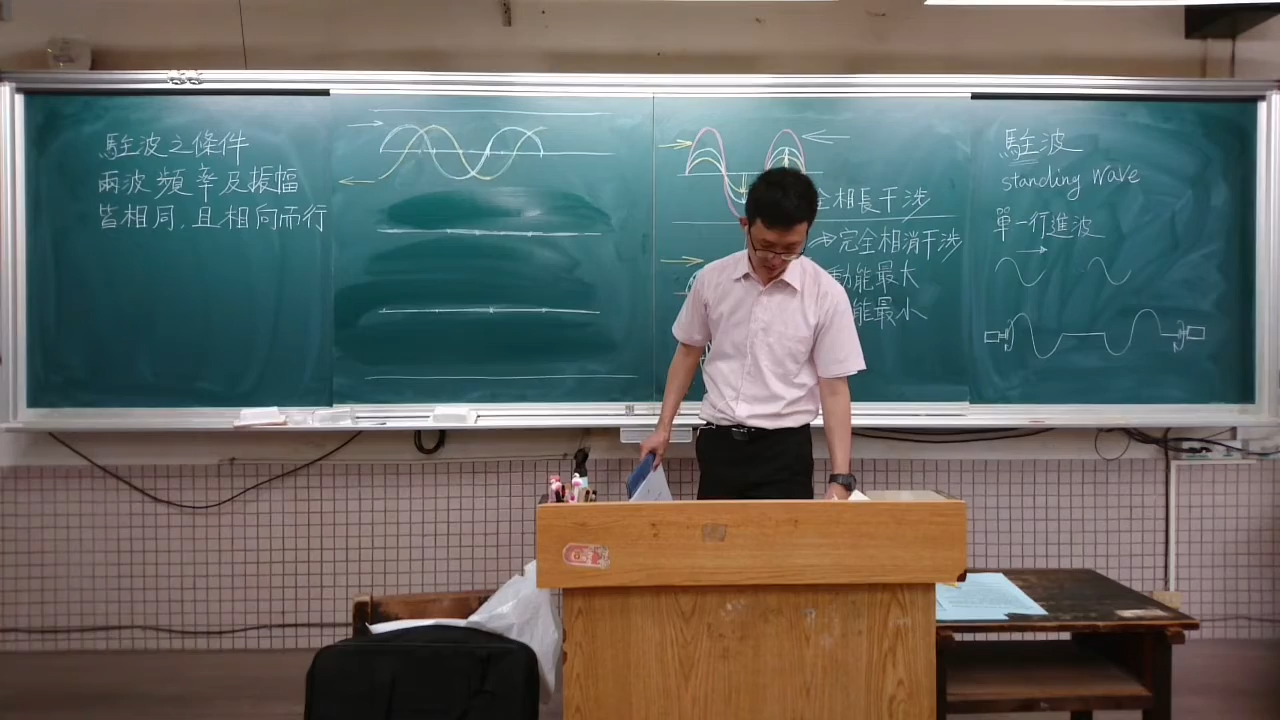 駐波之條件
兩波頻率及振幅
皆相同,且相向而行
全相長干涉
→完全相消干涉
動能最大
能最小
駐波
standing wave
單一行進波